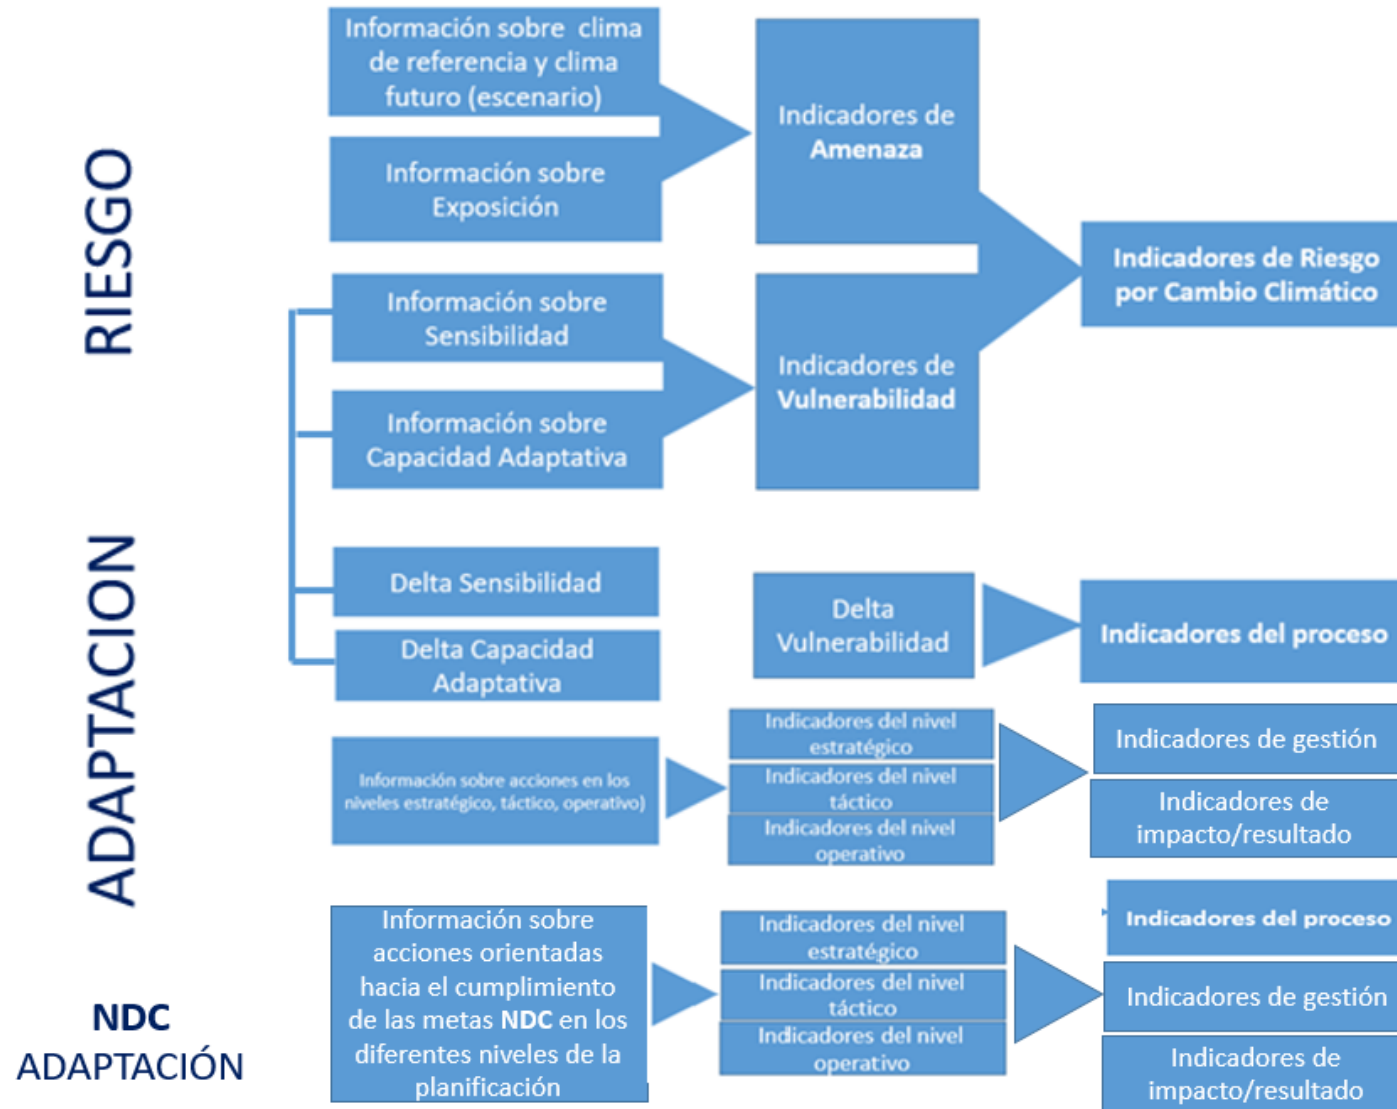 RIESGO
Información sobre clima
de referencia y clima
futuro (escenario)
Información sobre
Exposición
Indicadores de
Amenaza
Información sobre
Sensibilidad
Información sobre
Capacidad Adaptativa
Indicadores de
Vulnerabilidad
Indicadores de Riesgo
por Cambio Climático
ADAPTACION
Delta Sensibilidad
Delta Capacidad
Adaptativa
Delta
Vulnerabilidad
Indicadores del proceso
Información sobre acciones en los
niveles estratégico, táctico, operativo)
Indicadores del nivel
estratégico
Indicadores del nivel
táctico
Indicadores del nivel
operativo
Indicadores de gestión
Indicadores de
impacto/resultado
NDC
ADAPTACIÓN
Información sobre
acciones orientadas
hacia el cumplimiento
de las metas NDC en los
diferentes niveles de la
planificación
Indicadores del nivel
estratégico
Indicadores del nivel
táctico
Indicadores del nivel
operativo
Indicadores del proceso
Indicadores de gestión
Indicadores de
impacto/resultado